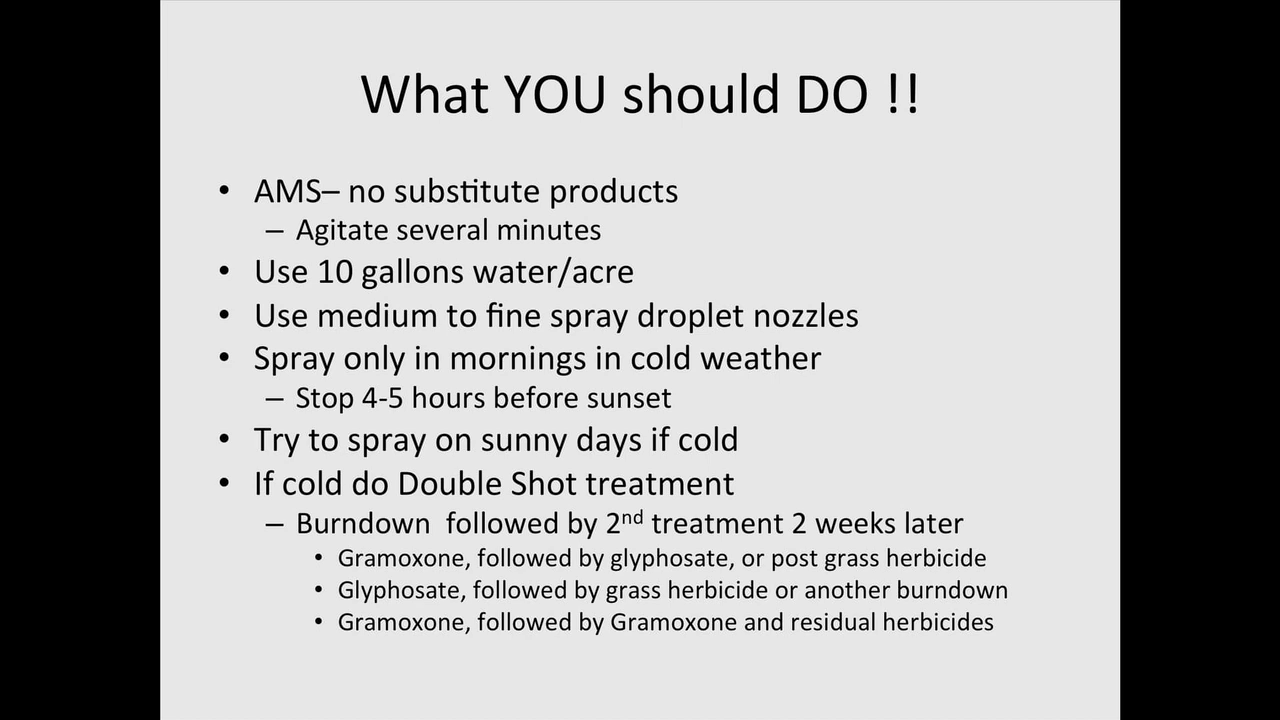 What YOU should DO !!
• AMS– no substitute products
– Agitate several minutes
• Use 10 gallons water/acre
• Use medium to fine spray droplet nozzles
• Spray only in mornings in cold weather
– Stop 4-5 hours before sunset
• Try to spray on sunny days if cold
• If cold do Double Shot treatment
– Burndown  followed by 2nd treatment 2 weeks later
• Gramoxone, followed by glyphosate, or post grass herbicide
• Glyphosate, followed by grass herbicide or another burndown
• Gramoxone, followed by Gramoxone and residual herbicides